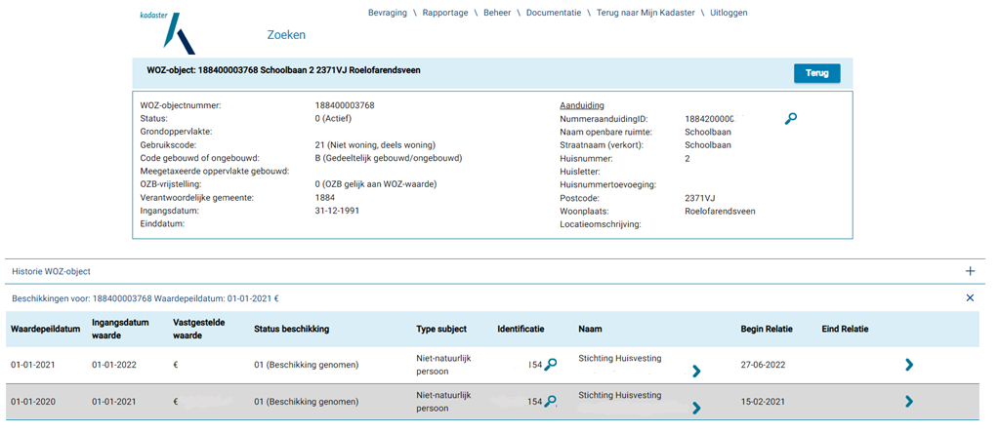 kadaster
Bevraging \ Rapportage \ Beheer \ Documentatie \ Terug naar Mijn Kadaster \ Uitloggen
Zoeken
WOZ-object: 188400003768 Schoolbaan 2 2371VJ Roelofarendsveen
Terug
WOZ-objectnummer: 188400003768
Status: 0 (Actief)
Grondoppervlakte:
Gebruikscode: 21 (Niet woning, deels woning)
Code gebouwd of ongebouwd: B (Gedeeltelijk gebouwd/ongebouwd)
Meegetaxeerde oppervlakte gebouwd:
OZB-vrijstelling: 0 (OZB gelijk aan WOZ-waarde)
Verantwoordelijke gemeente: 1884
Ingangsdatum: 31-12-1991
Einddatum:
Aanduiding
NummeraanduidingID: 1884200000
Naam openbare ruimte: Schoolbaan
Straatnaam (verkort): Schoolbaan
Huisnummer: 2
Huisletter:
Huisnummertoevoeging:
Postcode: 2371VJ
Woonplaats: Roelofarendsveen
Locatieomschrijving:
Historie WOZ-object
Beschikkingen voor: 188400003768 Waardepeildatum: 01-01-2021 €
Waardepeildatum Ingangsdatum waarde Vastgestelde waarde Status beschikking Type subject Identificatie Naam Begin Relatie Eind Relatie
01-01-2021 01-01-2022 € 01 (Beschikking genomen) Niet-natuurlijk persoon 154 Stichting Huisvesting 27-06-2022
01-01-2020 01-01-2021 € 01 (Beschikking genomen) Niet-natuurlijk persoon 154 Stichting Huisvesting 15-02-2021